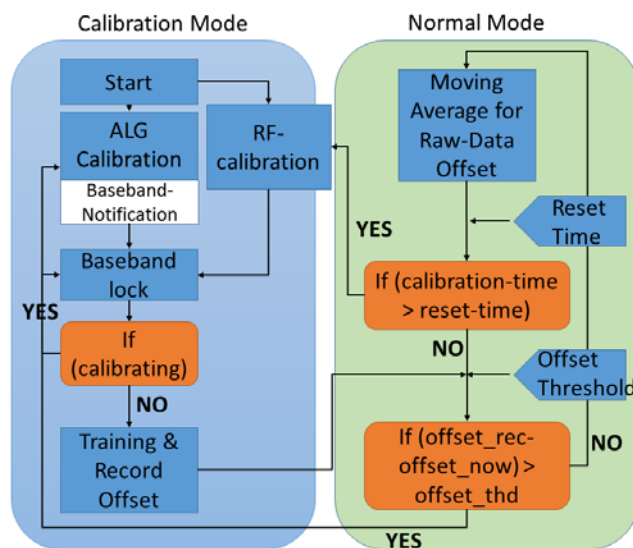 Calibration Mode
Normal Mode
Start
ALG
Calibration
Baseband-
Notification
RF-
calibration
Baseband
lock
YES
If
(calibrating)
NO
Training &
Record
Offset
Moving
Average for
Raw-Data
Offset
Reset
Time
YES
If (calibration-time
> reset-time)
NO
Offset
Threshold
If (offset_rec-
offset_now) >
offset_thd
NO
YES